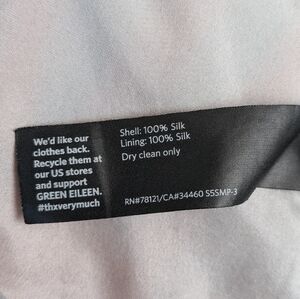 We'd like our
clothes back.
Recycle them at
our US stores
and support
GREEN EILEEN.
#thxverymuch
Shell: 100% Silk
Lining: 100% Silk
Dry clean only
RN#78121/CA#34460 S5SMP-3